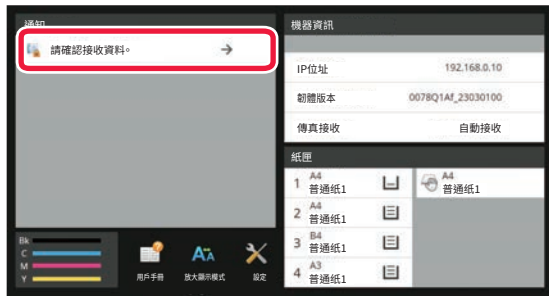 通知
請確認接收資料。
機器資訊
IP位址 192.168.0.10
韌體版本 0078Q1Af_23030100
傳真接收 自動接收
紙匣
1 A4 普通紙1
2 A4 普通紙1
3 B4 普通紙1
4 A3 普通紙1
A4 普通紙1
Bk
C
M
Y
用戶手冊
放大顯示模式
設定